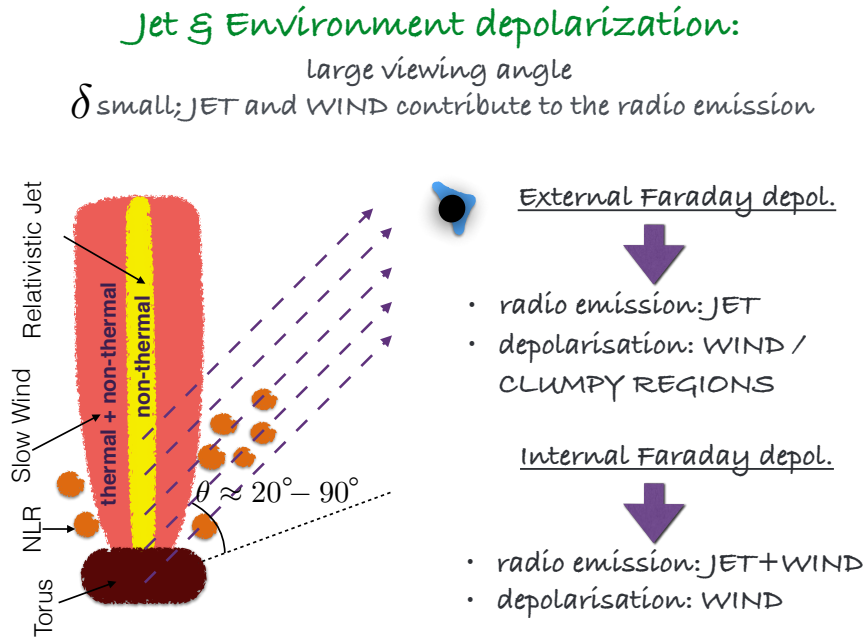 Jet & Environment depolarization:
large viewing angle
δ small; JET and WIND contribute to the radio emission
Relativistic Jet
Slow Wind
NLR
Torus
thermal + non-thermal
non-thermal
θ ≈ 20° – 90°
External Faraday depol.
• radio emission: JET
• depolarisation: WIND /
CLUMPY REGIONS
Internal Faraday depol.
• radio emission: JET+WIND
• depolarisation: WIND